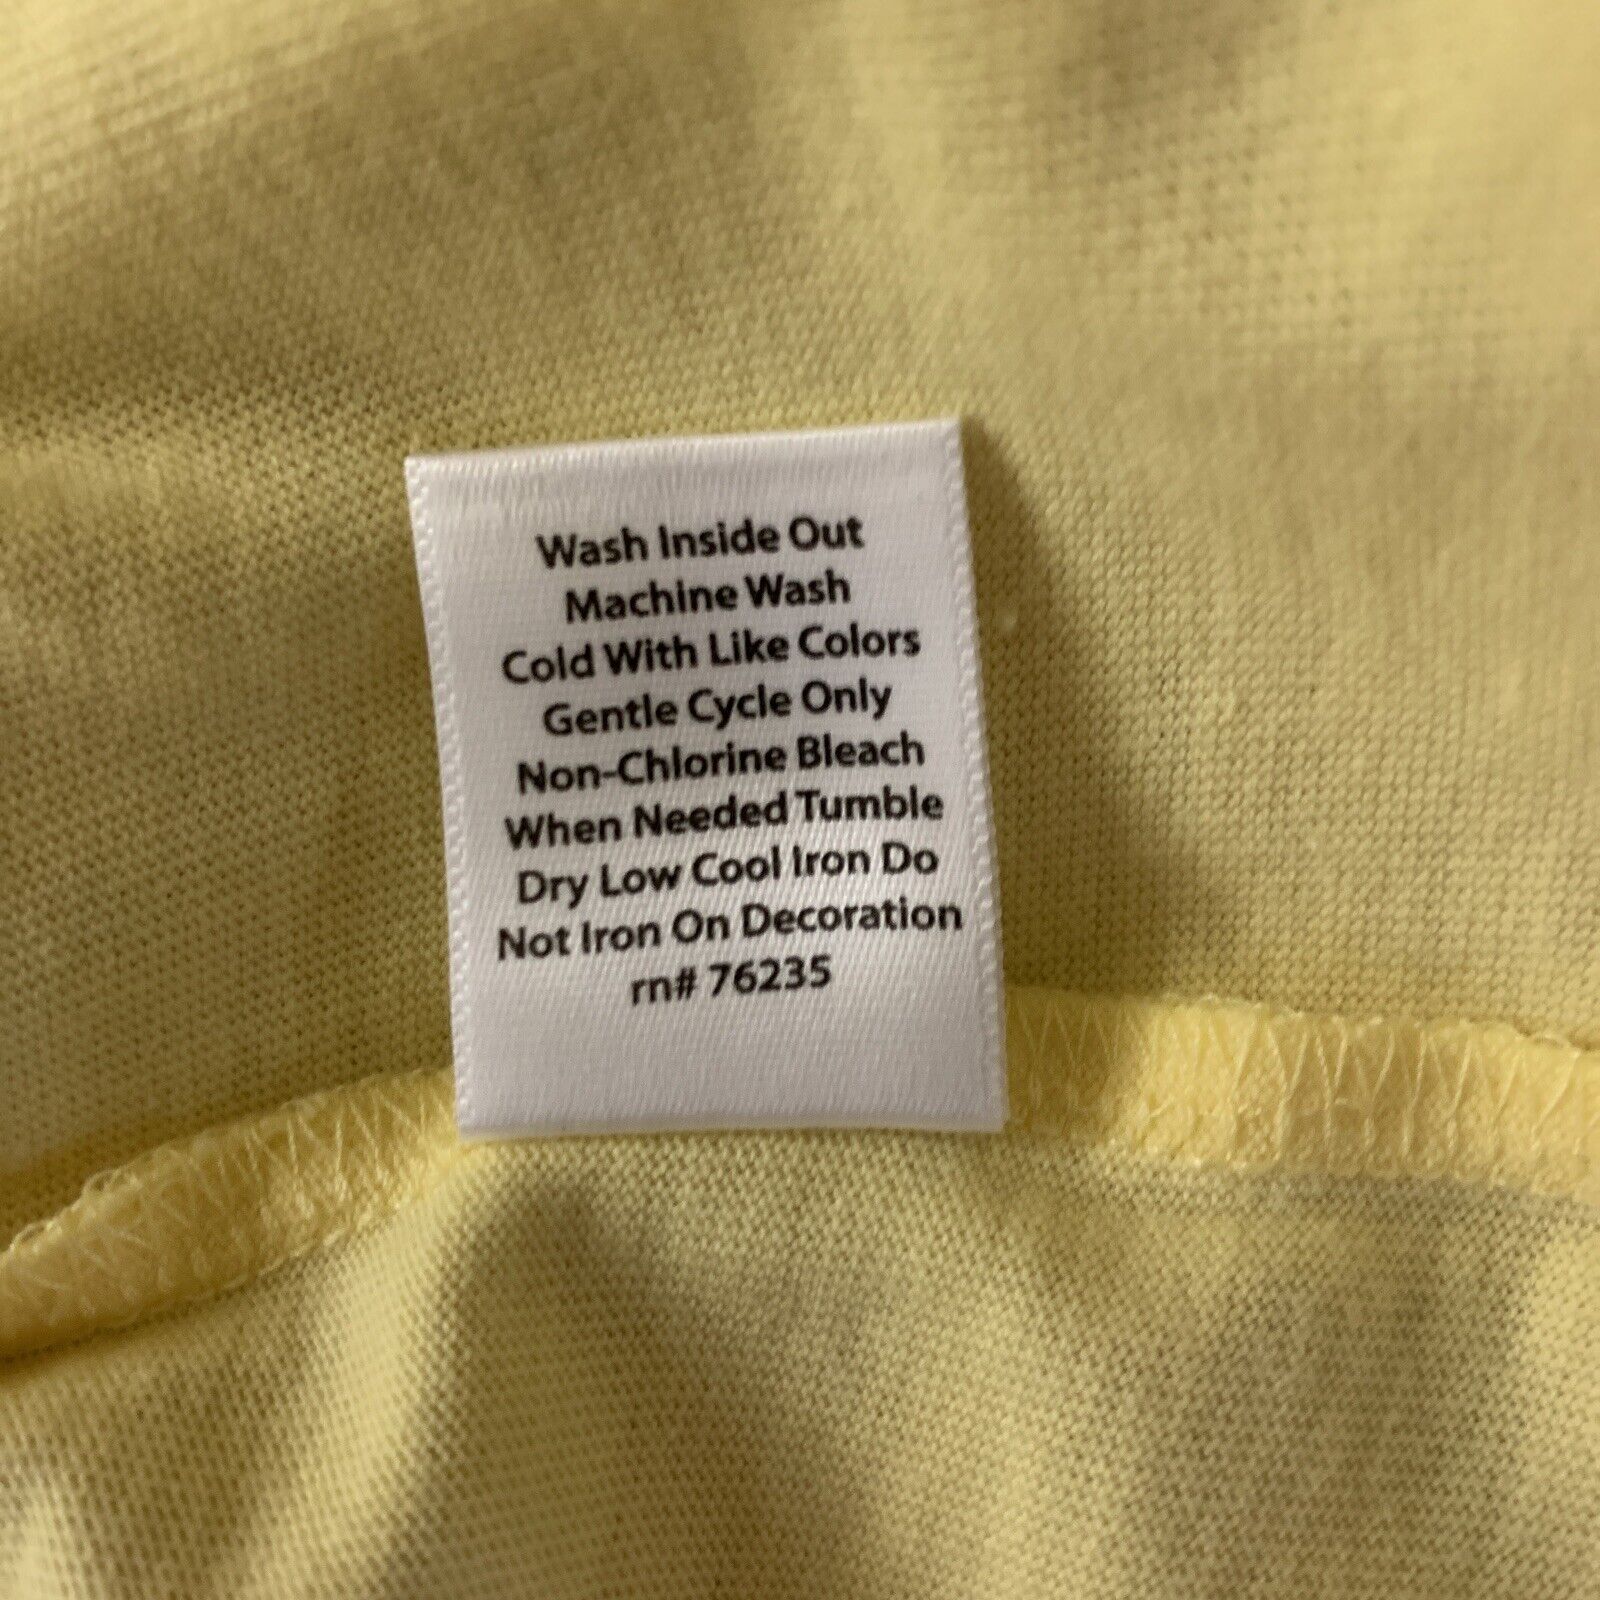 Wash Inside Out
Machine Wash
Cold With Like Colors
Gentle Cycle Only
Non-Chlorine Bleach
When Needed Tumble
Dry Low Cool Iron Do
Not Iron On Decoration
rn# 76235